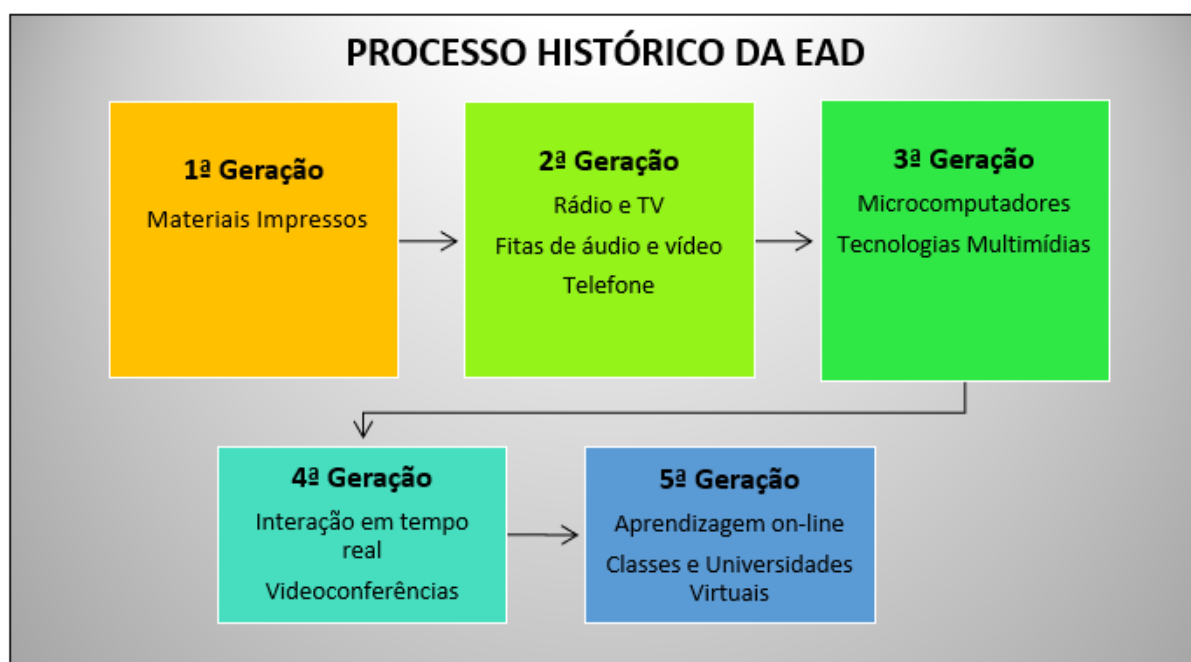 PROCESSO HISTÓRICO DA EAD
1ª Geração
Materiais Impressos
2ª Geração
Rádio e TV
Fitas de áudio e vídeo
Telefone
3ª Geração
Microcomputadores
Tecnologias Multimídias
4ª Geração
Interação em tempo
real
Videoconferências
5ª Geração
Aprendizagem on-line
Classes e Universidades
Virtuais